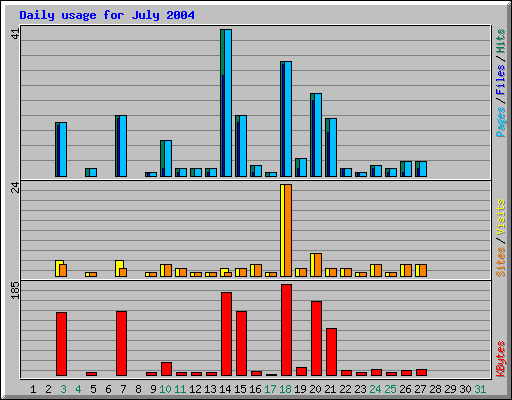 Daily usage for July 2004
41
Pages/Files/Hits
24
Sites/Visits
185
KBytes
1 2 3 4 5 6 7 8 9 10 11 12 13 14 15 16 17 18 19 20 21 22 23 24 25 26 27 28 29 30 31